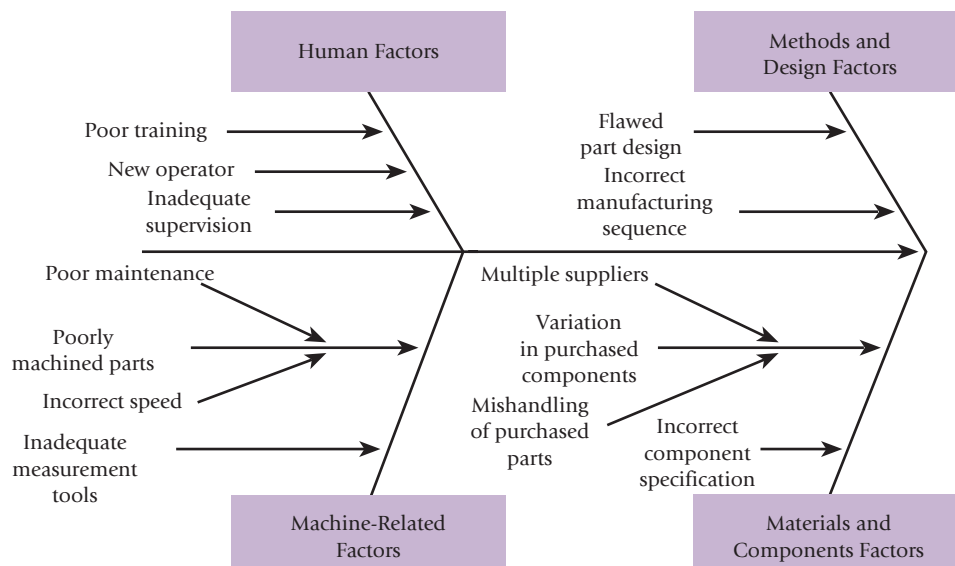 Human Factors
Methods and
Design Factors
Poor training
New operator
Inadequate
supervision
Flawed
part design
Incorrect
manufacturing
sequence
Poor maintenance
Poorly
machined parts
Incorrect speed
Inadequate
measurement
tools
Multiple suppliers
Variation
in purchased
components
Mishandling
of purchased
parts
Incorrect
component
specification
Machine-Related
Factors
Materials and
Components Factors